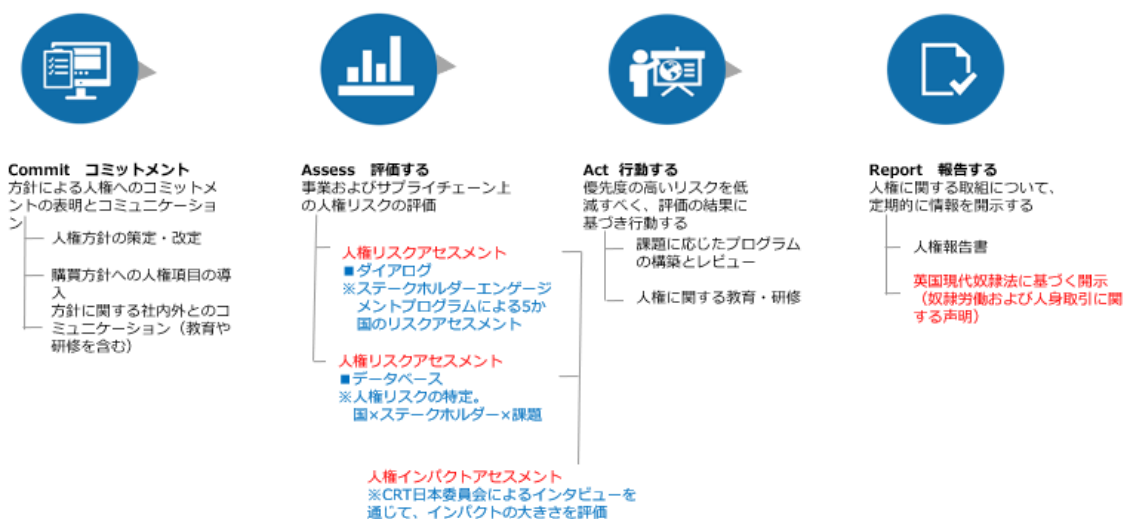 Commit コミットメント
方針による人権へのコミットメ
ントの表明とコミュニケーショ
ン
人権方針の策定・改定
購買方針への人権項目の導
入
方針に関する社内外とのコ
ミュニケーション（教育や
研修を含む）
Assess 評価する
事業およびサプライチェーン上
の人権リスクの評価
人権リスクアセスメント
■ダイアログ
※ステークホルダーエンゲージ
メントプログラムによる5か
国のリスクアセスメント
人権リスクアセスメント
■データベース
※人権リスクの特定。
国×ステークホルダー×課題
人権インパクトアセスメント
※CRT日本委員会によるインタビューを
通じて、インパクトの大きさを評価
Act 行動する
優先度の高いリスクを低
減すべく、評価の結果に
基づき行動する
課題に応じたプログラム
の構築とレビュー
人権に関する教育・研修
Report 報告する
人権に関する取組について、
定期的に情報を開示する
人権報告書
英国現代奴隷法に基づく開示
（奴隷労働および人身取引に関
する声明）